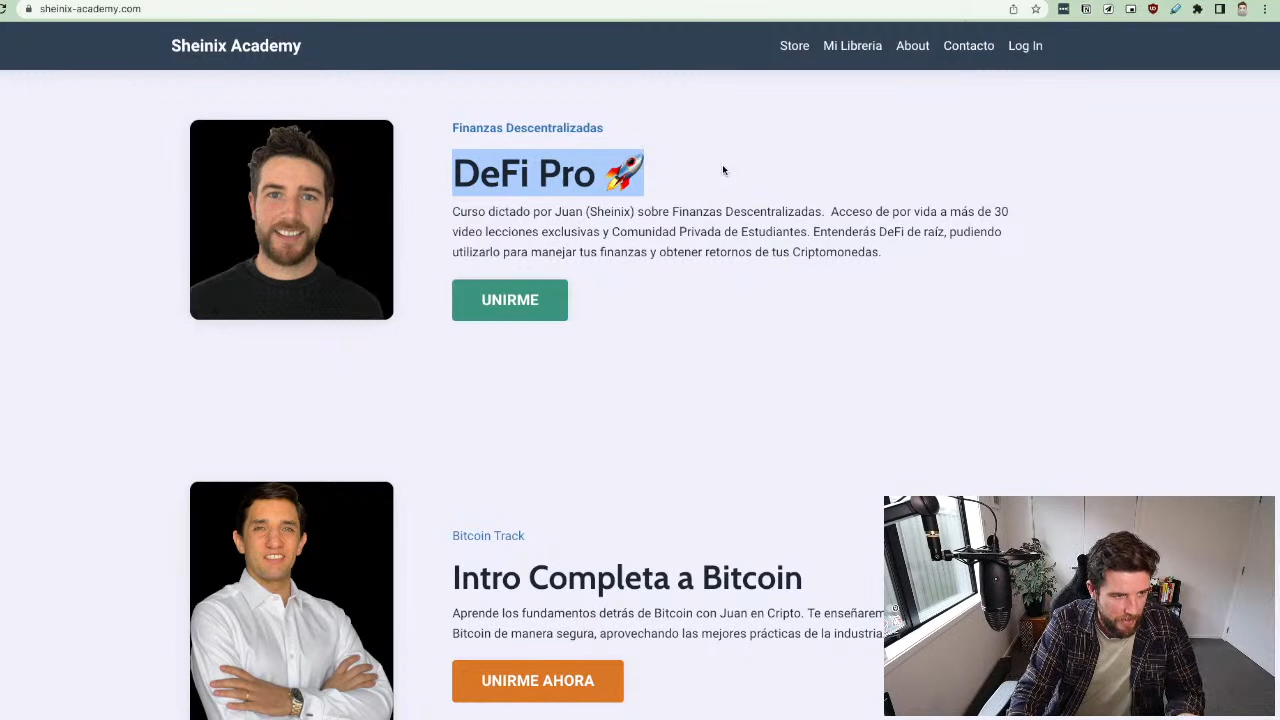 sheinix-academy.com
Sheinix Academy
Store Mi Libreria About Contacto Log In
Finanzas Descentralizadas
DeFi Pro 🚀
Curso dictado por Juan (Sheinix) sobre Finanzas Descentralizadas. Acceso de por vida a más de 30
video lecciones exclusivas y Comunidad Privada de Estudiantes. Entenderás DeFi de raíz, pudiendo
utilizarlo para manejar tus finanzas y obtener retornos de tus Criptomonedas.
UNIRME
Bitcoin Track
Intro Completa a Bitcoin
Aprende los fundamentos detrás de Bitcoin con Juan en Cripto. Te enseñarem
Bitcoin de manera segura, aprovechando las mejores prácticas de la industria
UNIRME AHORA